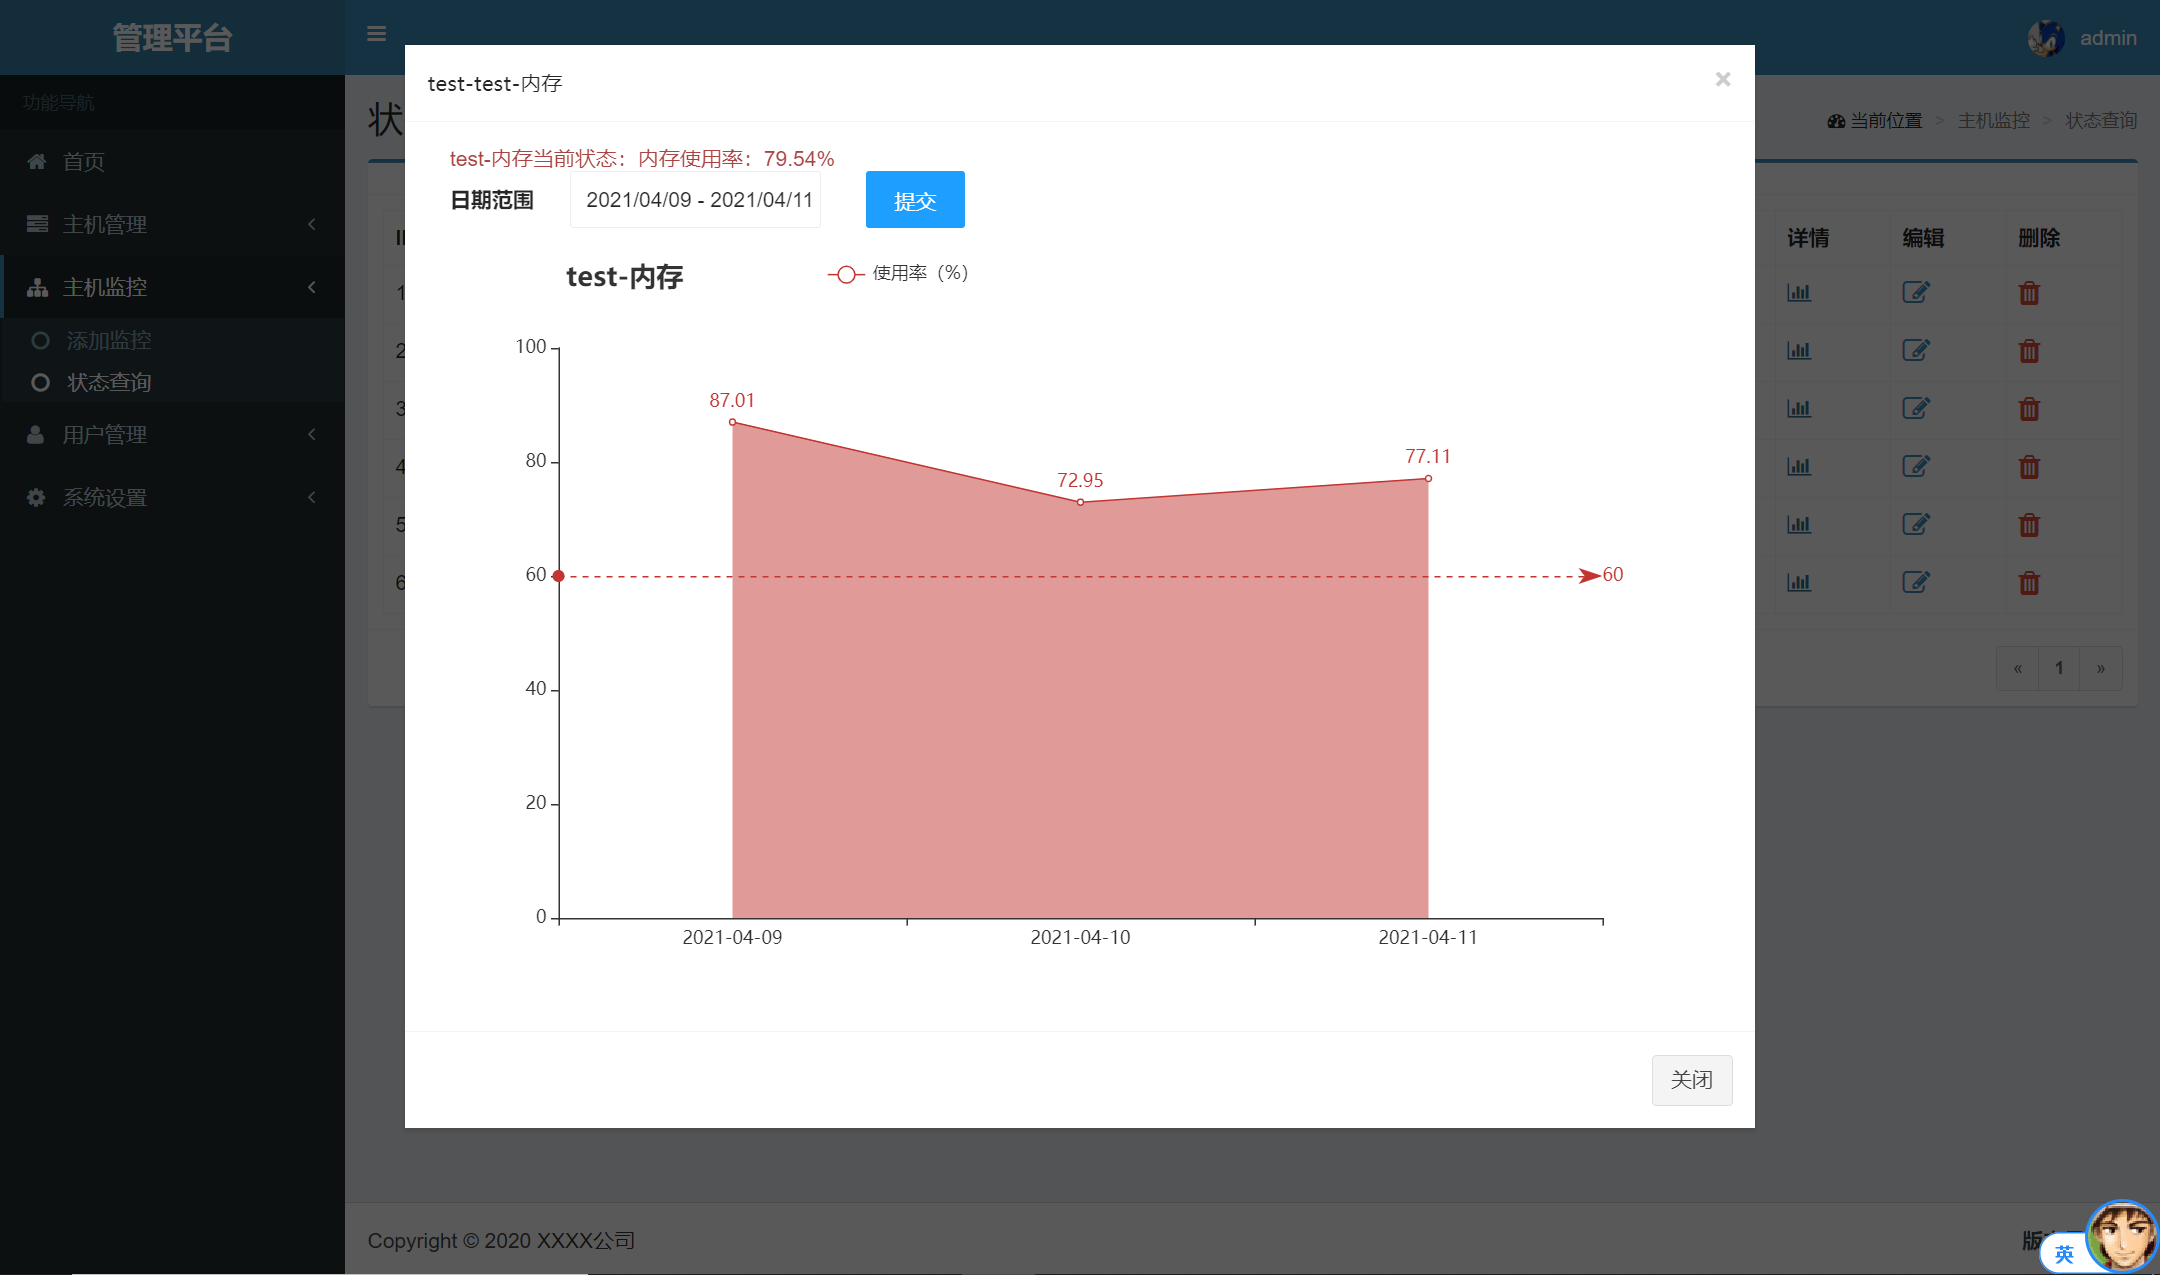 管理平台
admin
功能导航
首页
主机管理
主机监控
添加监控
状态查询
用户管理
系统设置
状
当前位置 > 主机监控 > 状态查询
test-test-内存
×
test-内存当前状态：内存使用率：79.54%
日期范围 2021/04/09 - 2021/04/11 提交
test-内存
使用率（%）
100
80
60
40
20
0
87.01
72.95
77.11
60
2021-04-09 2021-04-10 2021-04-11
详情 编辑 删除
1
2
3
4
5
6
« 1 »
关闭
Copyright © 2020 XXXX公司
版
英